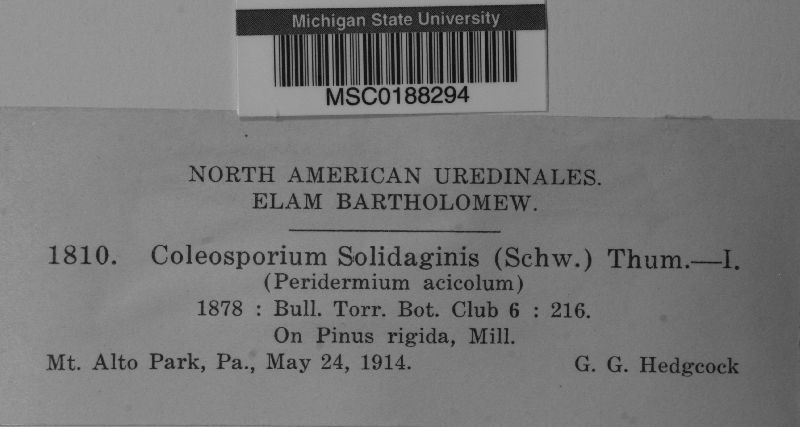 Michigan State University
MSC0188294
NORTH AMERICAN UREDINALES.
ELAM BARTHOLOMEW.
1810. Coleosporium Solidaginis (Schw.) Thum.—I.
(Peridermium acicolum)
1878 : Bull. Torr. Bot. Club 6 : 216.
On Pinus rigida, Mill.
Mt. Alto Park, Pa., May 24, 1914. G. G. Hedgcock